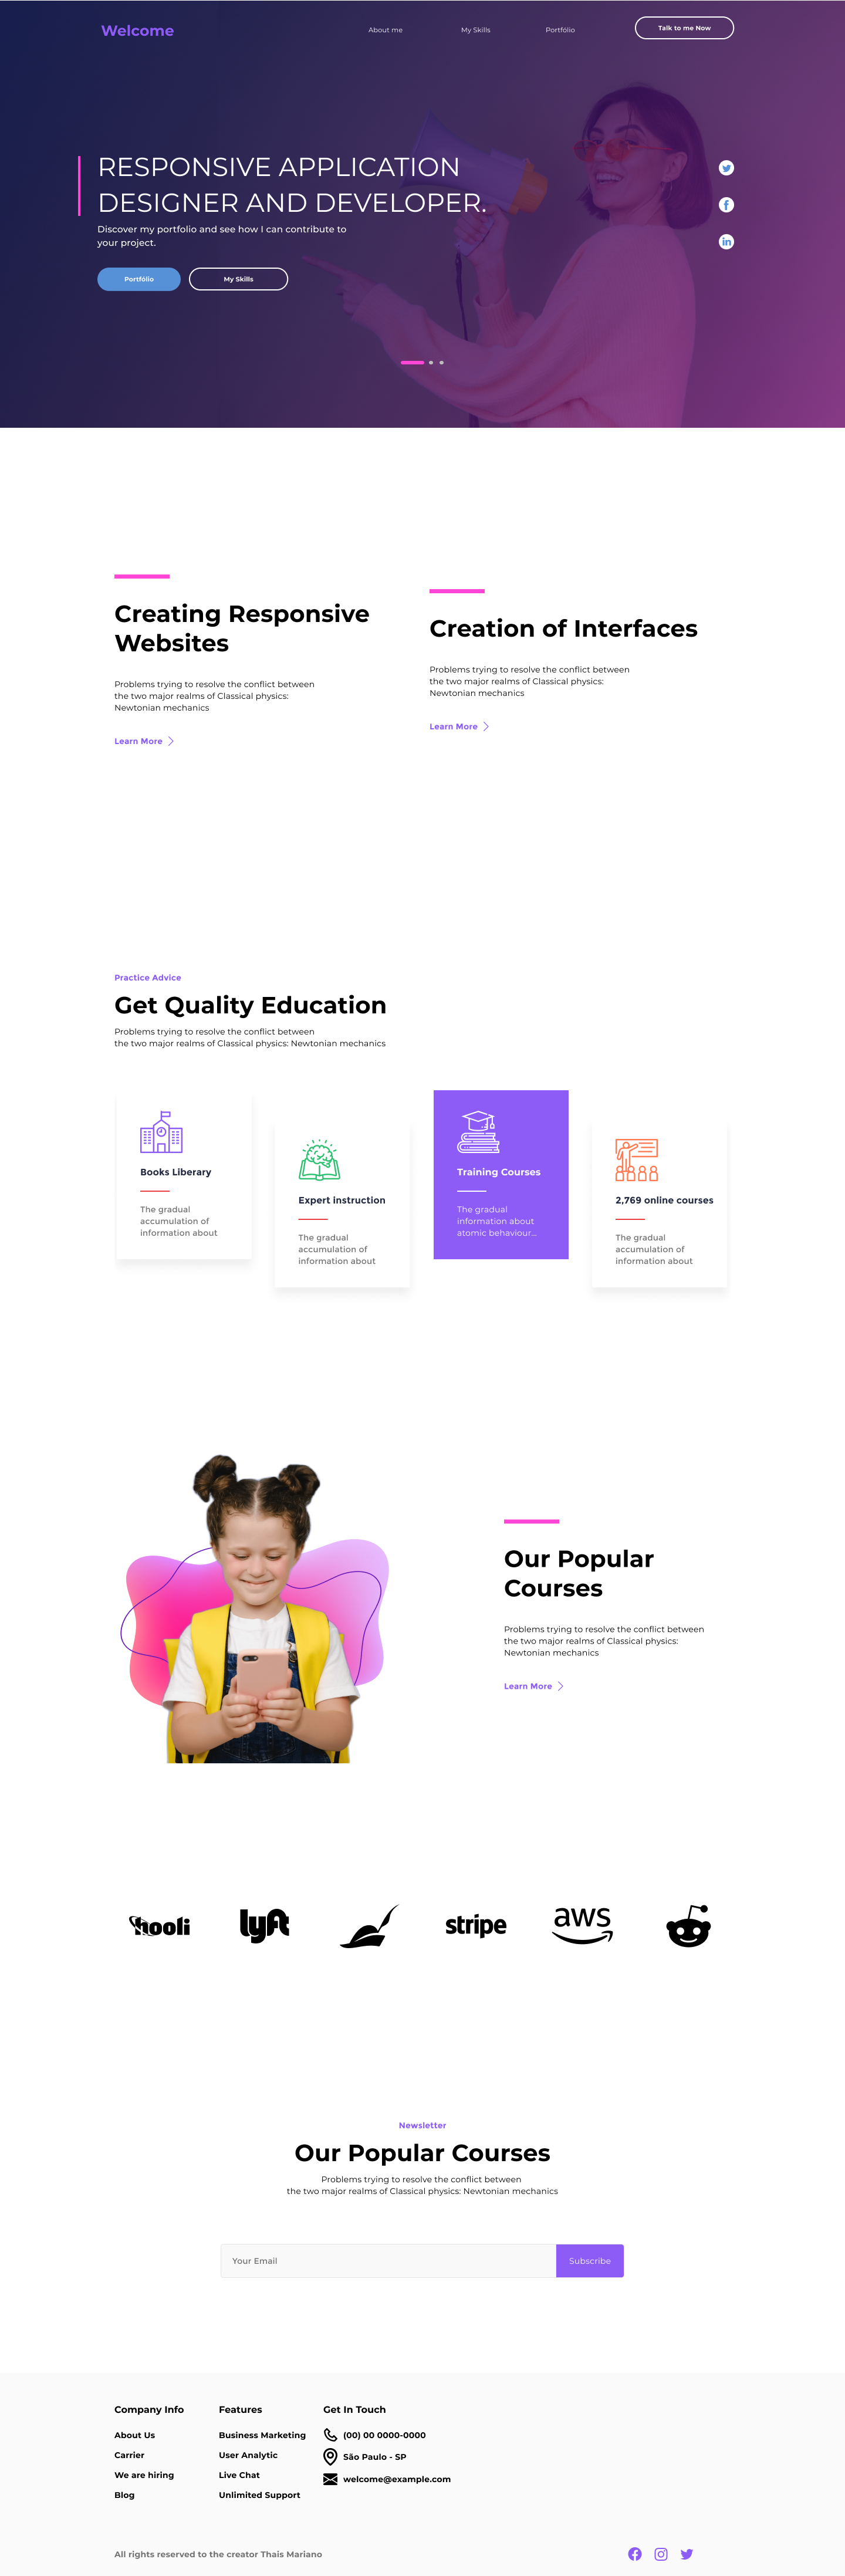 Welcome
About me
My Skills
Portfólio
Talk to me Now
RESPONSIVE APPLICATION
DESIGNER AND DEVELOPER.
Discover my portfolio and see how I can contribute to
your project.
Portfólio
My Skills
Creating Responsive
Websites
Problems trying to resolve the conflict between
the two major realms of Classical physics:
Newtonian mechanics
Learn More
Creation of Interfaces
Problems trying to resolve the conflict between
the two major realms of Classical physics:
Newtonian mechanics
Learn More
Practice Advice
Get Quality Education
Problems trying to resolve the conflict between
the two major realms of Classical physics: Newtonian mechanics
Books Liberary
The gradual
accumulation of
information about
Expert instruction
The gradual
accumulation of
information about
Training Courses
The gradual
information about
atomic behaviour...
2,769 online courses
The gradual
accumulation of
information about
Our Popular
Courses
Problems trying to resolve the conflict between
the two major realms of Classical physics:
Newtonian mechanics
Learn More
hooli
lyft
stripe
aws
Newsletter
Our Popular Courses
Problems trying to resolve the conflict between
the two major realms of Classical physics: Newtonian mechanics
Your Email
Subscribe
Company Info
About Us
Carrier
We are hiring
Blog
Features
Business Marketing
User Analytic
Live Chat
Unlimited Support
Get In Touch
(00) 00 0000-0000
São Paulo - SP
welcome@example.com
All rights reserved to the creator Thais Mariano